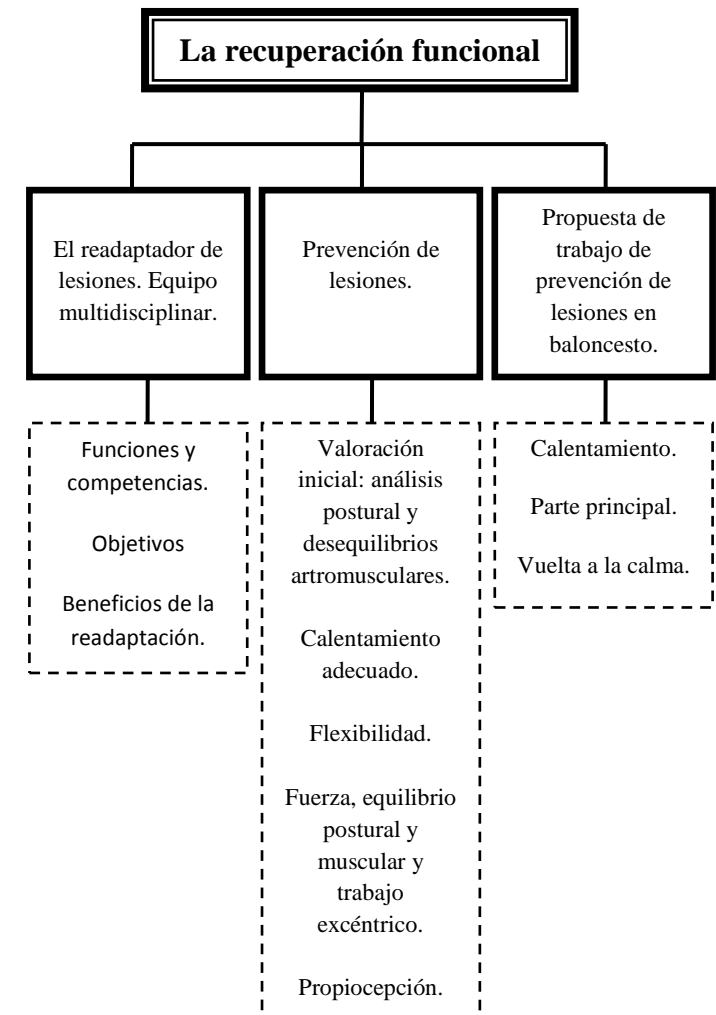 La recuperación funcional
El readaptador de
lesiones. Equipo
multidisciplinar.
Prevención de
lesiones.
Propuesta de
trabajo de
prevención de
lesiones en
baloncesto.
Funciones y
competencias.
Objetivos
Beneficios de la
readaptación.
Valoración
inicial: análisis
postural y
desequilibrios
artromusculares.
Calentamiento
adecuado.
Flexibilidad.
Fuerza, equilibrio
postural y
muscular y
trabajo
excéntrico.
Propiocepción.
Calentamiento.
Parte principal.
Vuelta a la calma.